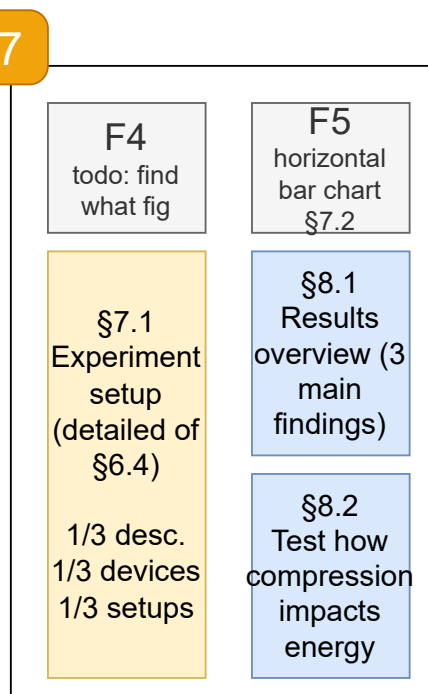 7
F4
todo: find
what fig
F5
horizontal
bar chart
§7.2
§7.1
Experiment
setup
(detailed of
§6.4)
1/3 desc.
1/3 devices
1/3 setups
§8.1
Results
overview (3
main
findings)
§8.2
Test how
compression
impacts
energy